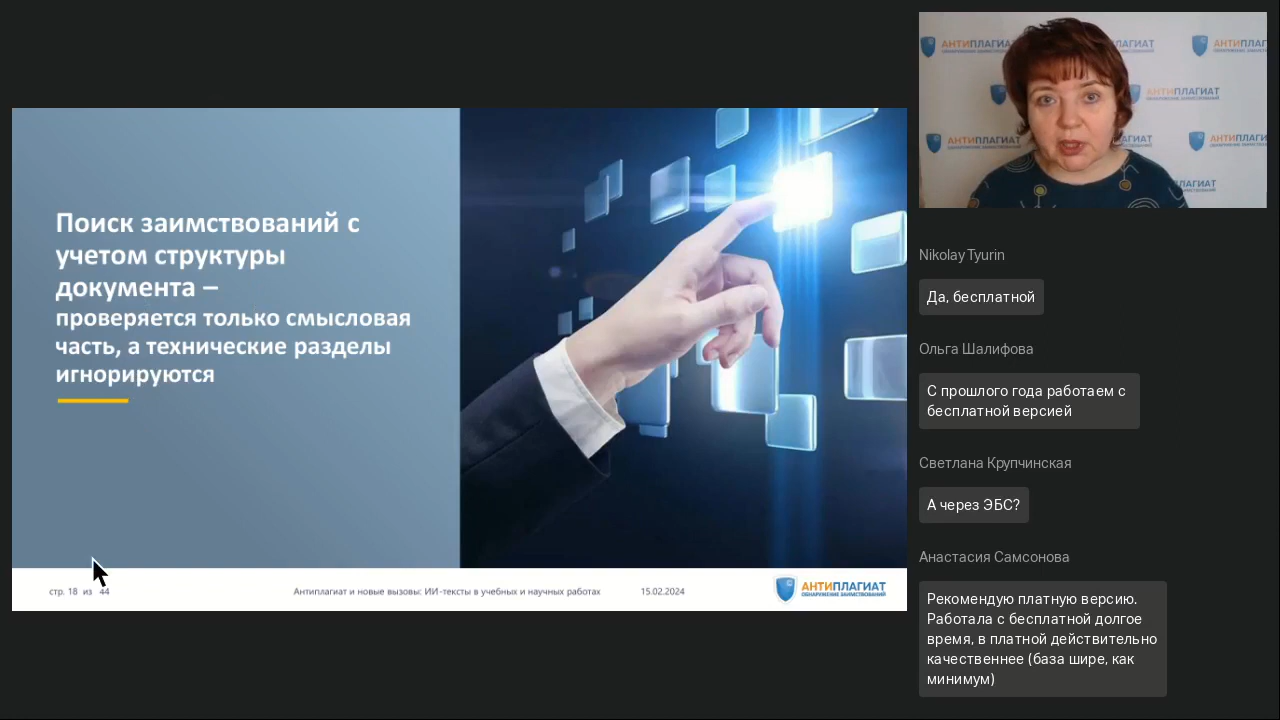 Поиск заимствований с
учетом структуры
документа –
проверяется только смысловая
часть, а технические разделы
игнорируются
стр. 18 из 44
Антиплагиат и новые вызовы: ИИ-тексты в учебных и научных работах
15.02.2024
АНТИПЛАГИАТ
ОБНАРУЖЕНИЕ ЗАИМСТВОВАНИЙ
АНТИПЛАГИАТ
Nikolay Tyurin
Да, бесплатной
Ольга Шалифова
С прошлого года работаем с
бесплатной версией
Светлана Крупчинская
А через ЭБС?
Анастасия Самсонова
Рекомендую платную версию.
Работала с бесплатной долгое
время, в платной действительно
качественнее (база шире, как
минимум)